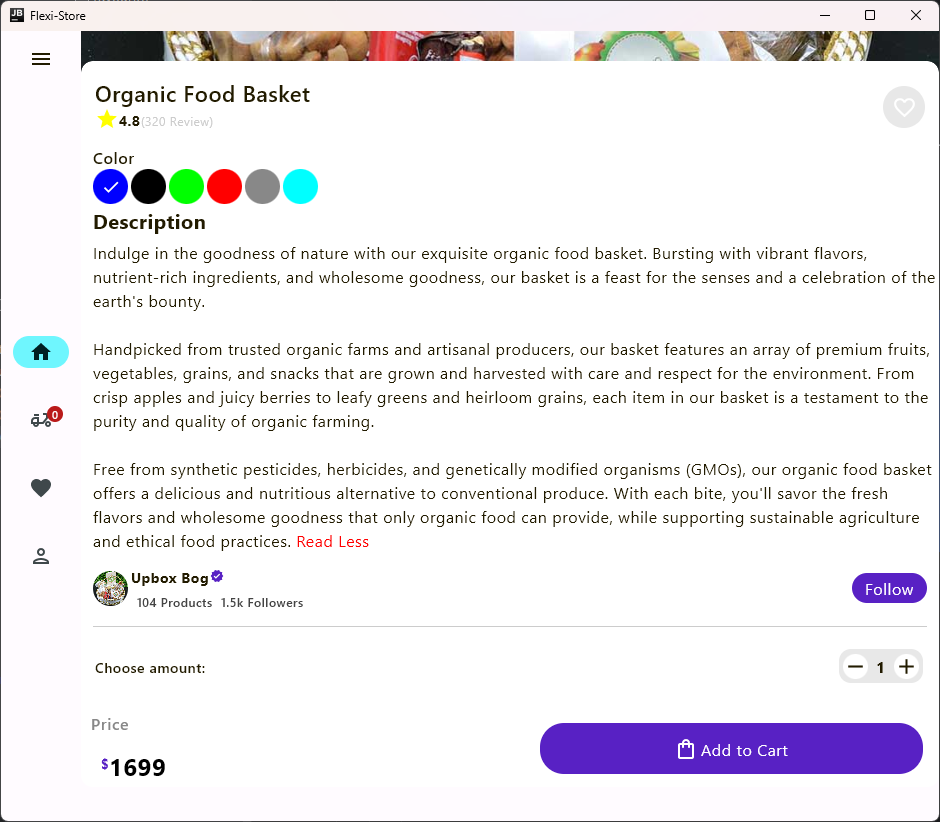 JB
Flexi-Store
Organic Food Basket
4.8(320 Review)
Color
Description
Indulge in the goodness of nature with our exquisite organic food basket. Bursting with vibrant flavors,
nutrient-rich ingredients, and wholesome goodness, our basket is a feast for the senses and a celebration of the
earth's bounty.
Handpicked from trusted organic farms and artisanal producers, our basket features an array of premium fruits,
vegetables, grains, and snacks that are grown and harvested with care and respect for the environment. From
crisp apples and juicy berries to leafy greens and heirloom grains, each item in our basket is a testament to the
purity and quality of organic farming.
0
Free from synthetic pesticides, herbicides, and genetically modified organisms (GMOs), our organic food basket
offers a delicious and nutritious alternative to conventional produce. With each bite, you'll savor the fresh
flavors and wholesome goodness that only organic food can provide, while supporting sustainable agriculture
and ethical food practices. Read Less
Upbox Bog
104 Products 1.5k Followers
Follow
Choose amount:
1
Price
$1699
Add to Cart